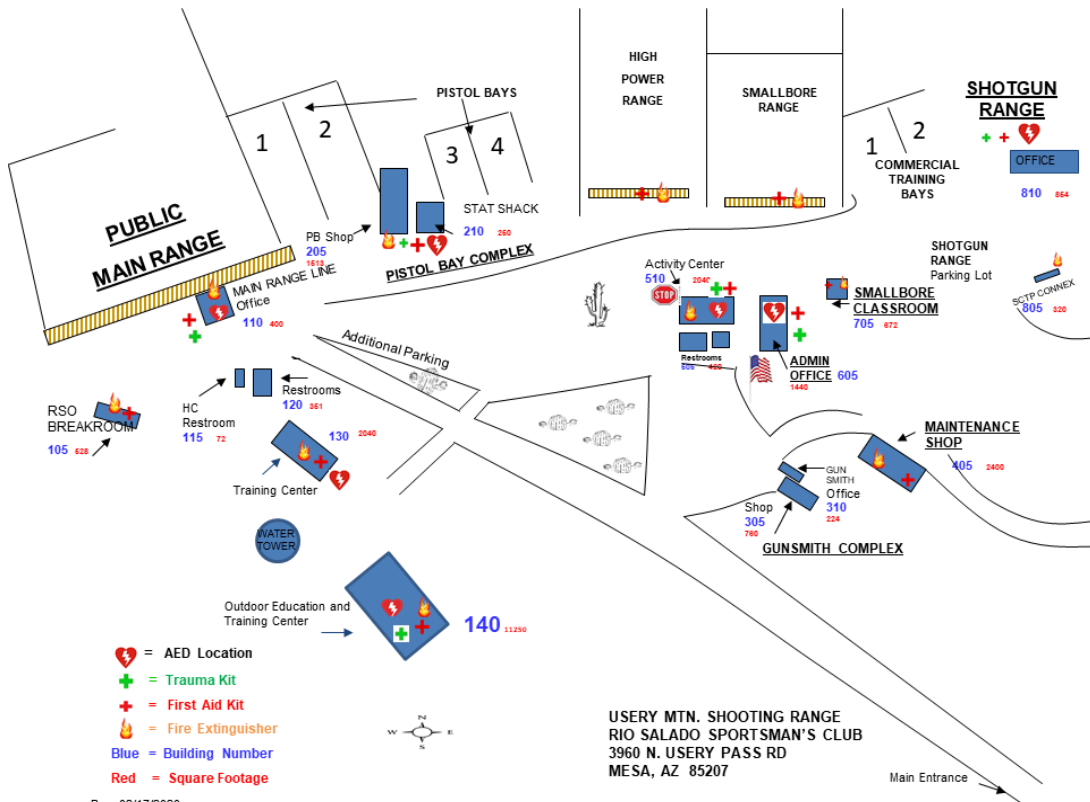 HIGH
POWER
RANGE
SMALLBORE
RANGE
SHOTGUN
RANGE
PISTOL BAYS
1
2
3
4
1
2
COMMERCIAL
TRAINING
BAYS
OFFICE
810 864
PUBLIC
MAIN RANGE
STAT SHACK
210 260
PB Shop
205
1513
PISTOL BAY COMPLEX
MAIN RANGE LINE
Office
110 400
Activity Center
510 2040
STOP
SHOTGUN
RANGE
Parking Lot
SCTP CONNEX
805 320
SMALLBORE
CLASSROOM
705 672
Restrooms
ADMIN
OFFICE 605
1440
Additional Parking
RSO
BREAKROOM
105 528
HC
Restroom
115 72
Restrooms
120 351
130 2040
Training Center
MAINTENANCE
SHOP
405 2400
GUN
SMITH
Office
310
224
Shop
305
760
GUNSMITH COMPLEX
WATER
TOWER
Outdoor Education and
Training Center
140 11250
= AED Location
= Trauma Kit
= First Aid Kit
= Fire Extinguisher
Blue = Building Number
Red = Square Footage
N
W E
S
USERY MTN. SHOOTING RANGE
RIO SALADO SPORTSMAN'S CLUB
3960 N. USERY PASS RD
MESA, AZ 85207
Main Entrance